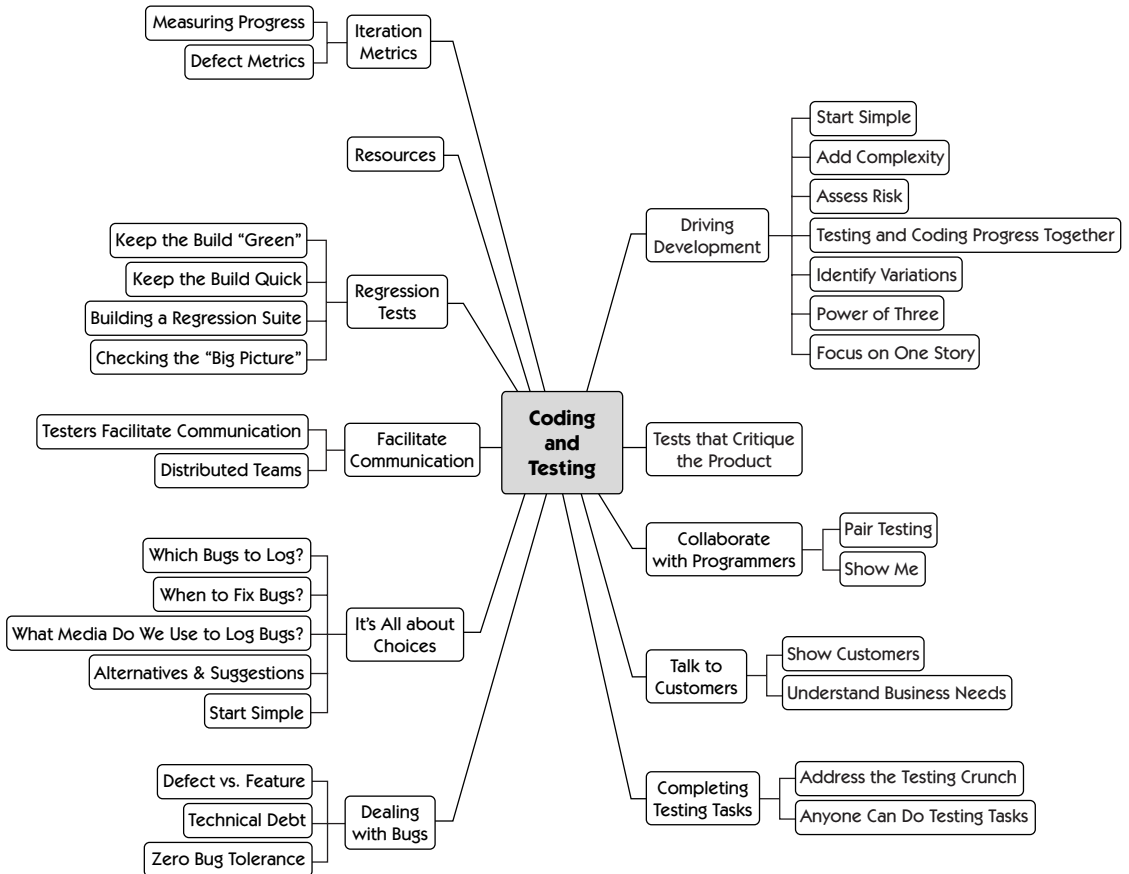 Measuring Progress
Defect Metrics
Iteration
Metrics
Resources
Keep the Build “Green”
Keep the Build Quick
Building a Regression Suite
Checking the “Big Picture”
Regression
Tests
Testers Facilitate Communication
Distributed Teams
Facilitate
Communication
Which Bugs to Log?
When to Fix Bugs?
What Media Do We Use to Log Bugs?
Alternatives & Suggestions
Start Simple
It’s All about
Choices
Defect vs. Feature
Technical Debt
Zero Bug Tolerance
Dealing
with Bugs
Coding
and
Testing
Driving
Development
Start Simple
Add Complexity
Assess Risk
Testing and Coding Progress Together
Identify Variations
Power of Three
Focus on One Story
Tests that Critique
the Product
Collaborate
with Programmers
Pair Testing
Show Me
Talk to
Customers
Show Customers
Understand Business Needs
Completing
Testing Tasks
Address the Testing Crunch
Anyone Can Do Testing Tasks